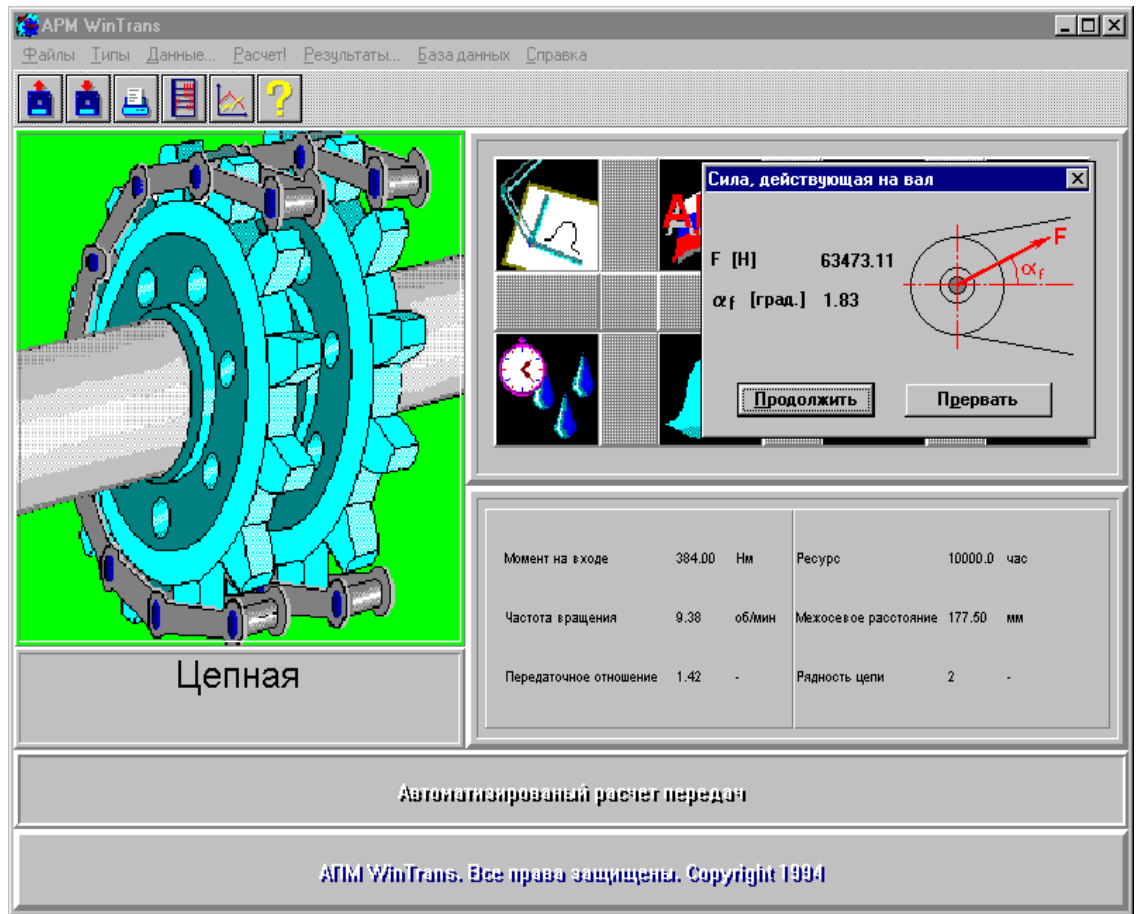 APM WinTrans
Файлы Типы Данные... Расчет! Результаты... База данных Справка
?
Сила, действующая на вал
F [Н] 63473.11
αf [град.] 1.83
F
αf
Продолжить Прервать
Момент на входе 384.00 Нм Ресурс 10000.0 час
Частота вращения 9.38 об/мин Межосевое расстояние 177.50 мм
Передаточное отношение 1.42 - Рядность цепи 2 -
Цепная
Автоматизированый расчет передач
АПМ WinTrans. Все права защищены. Copyright 1994